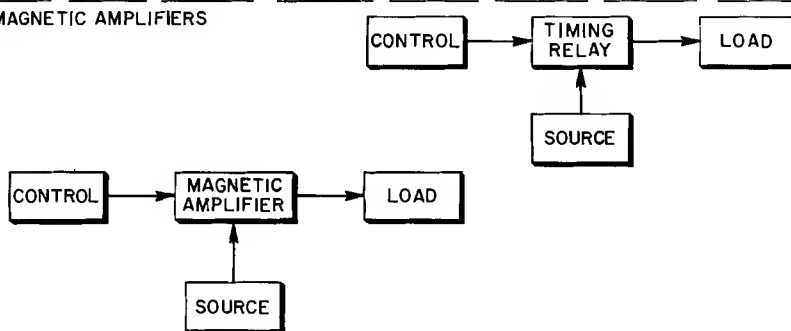 MAGNETIC AMPLIFIERS
CONTROL
TIMING
RELAY
LOAD
SOURCE
CONTROL
MAGNETIC
AMPLIFIER
LOAD
SOURCE